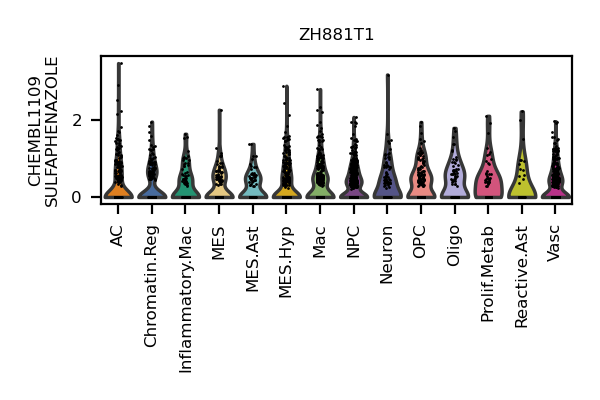 ZH881T1
CHEMBL1109
SULFAPHENAZOLE
2
0
AC
Chromatin.Reg
Inflammatory.Mac
MES
MES.Ast
MES.Hyp
Mac
NPC
Neuron
OPC
Oligo
Prolif.Metab
Reactive.Ast
Vasc